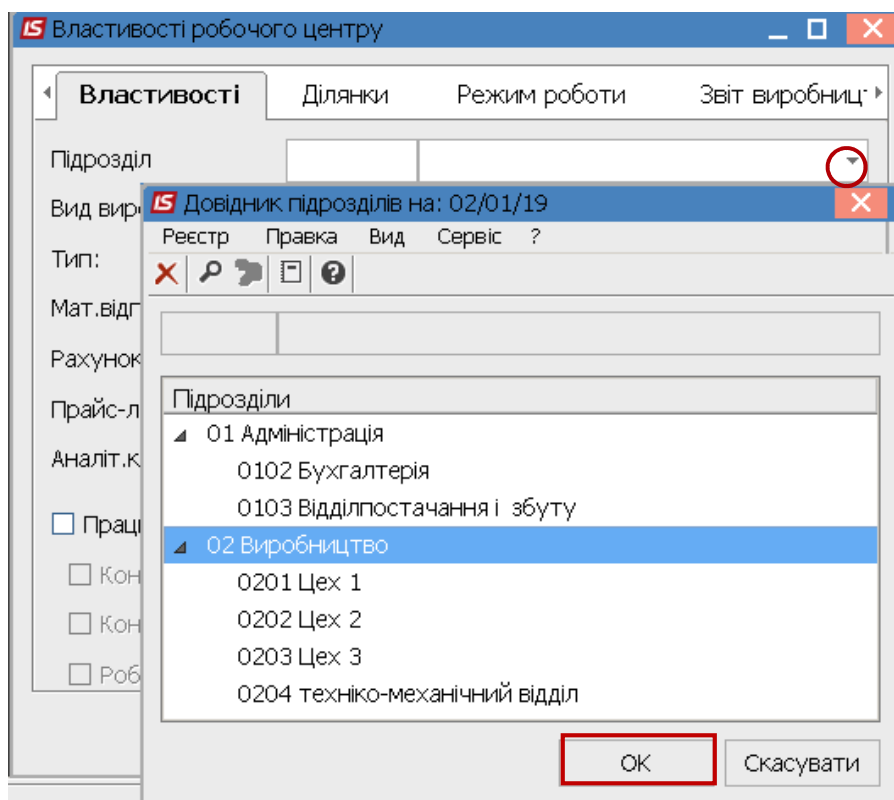 Властивості робочого центру
Властивості Ділянки Режим роботи Звіт виробниц
Підрозділ
Вид вир
Довідник підрозділів на: 02/01/19
Реєстр Правка Вид Сервіс ?
Тип:
Мат.відп
Рахунок
Прайс-л
Підрозділи
01 Адміністрація
Аналіт.к
0102 Бухгалтерія
0103 Відділпостачання і збуту
Праці
02 Виробництво
Кон
0201 Цех 1
Кон
0202 Цех 2
0203 Цех 3
Роб
0204 техніко-механічний відділ
OK Скасувати